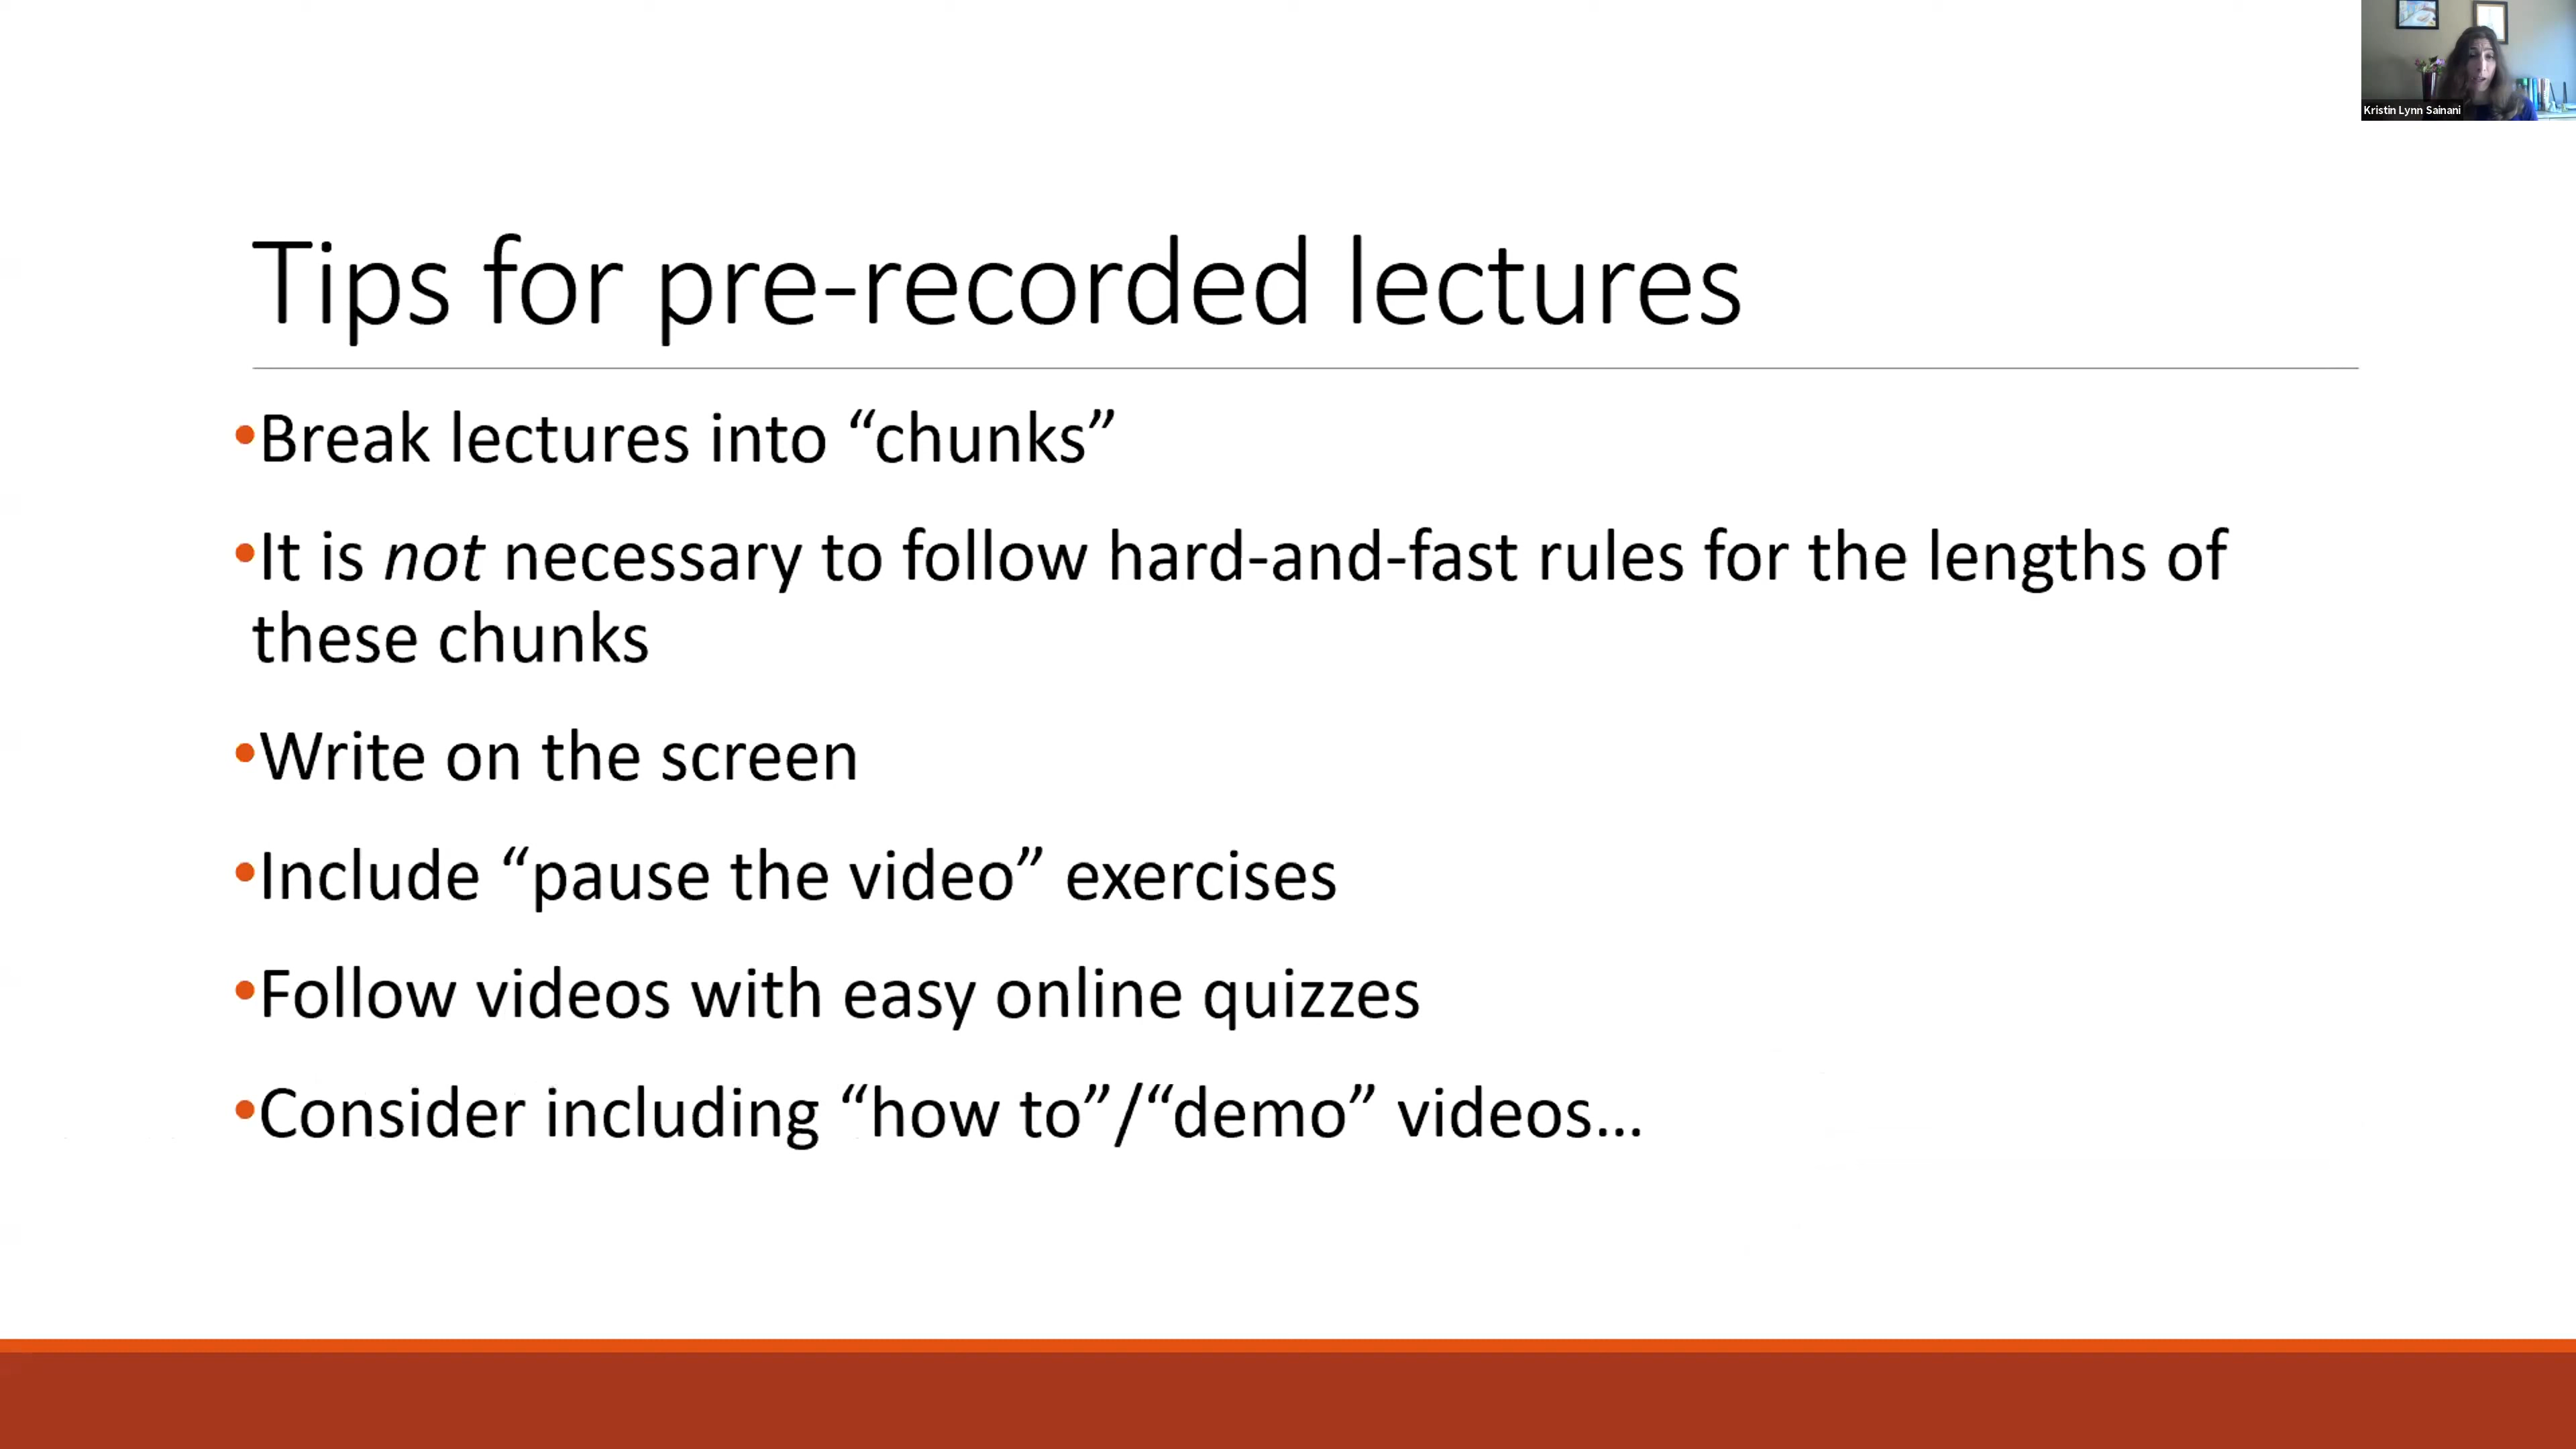 Kristin Lynn Sainani
Tips for pre-recorded lectures
•Break lectures into “chunks”
•It is not necessary to follow hard-and-fast rules for the lengths of
these chunks
•Write on the screen
•Include “pause the video” exercises
•Follow videos with easy online quizzes
•Consider including “how to”/“demo” videos…